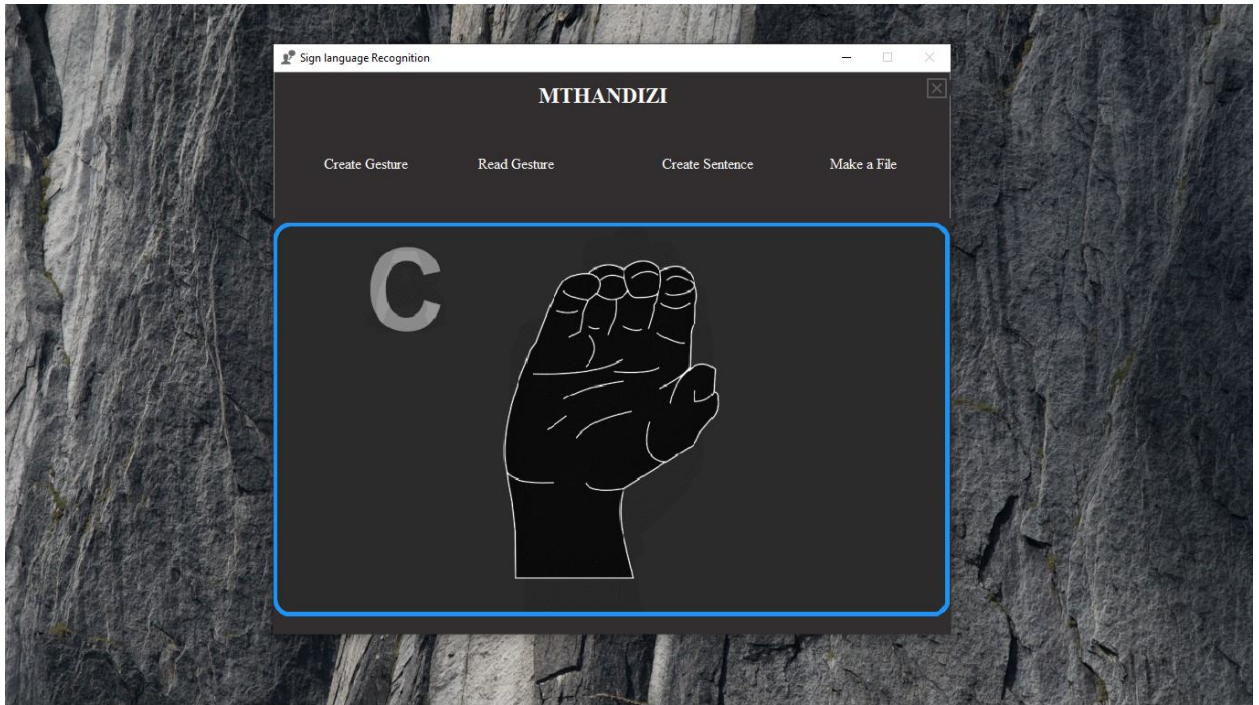 Sign language Recognition
MTHANDIZI
Create Gesture Read Gesture Create Sentence Make a File
C